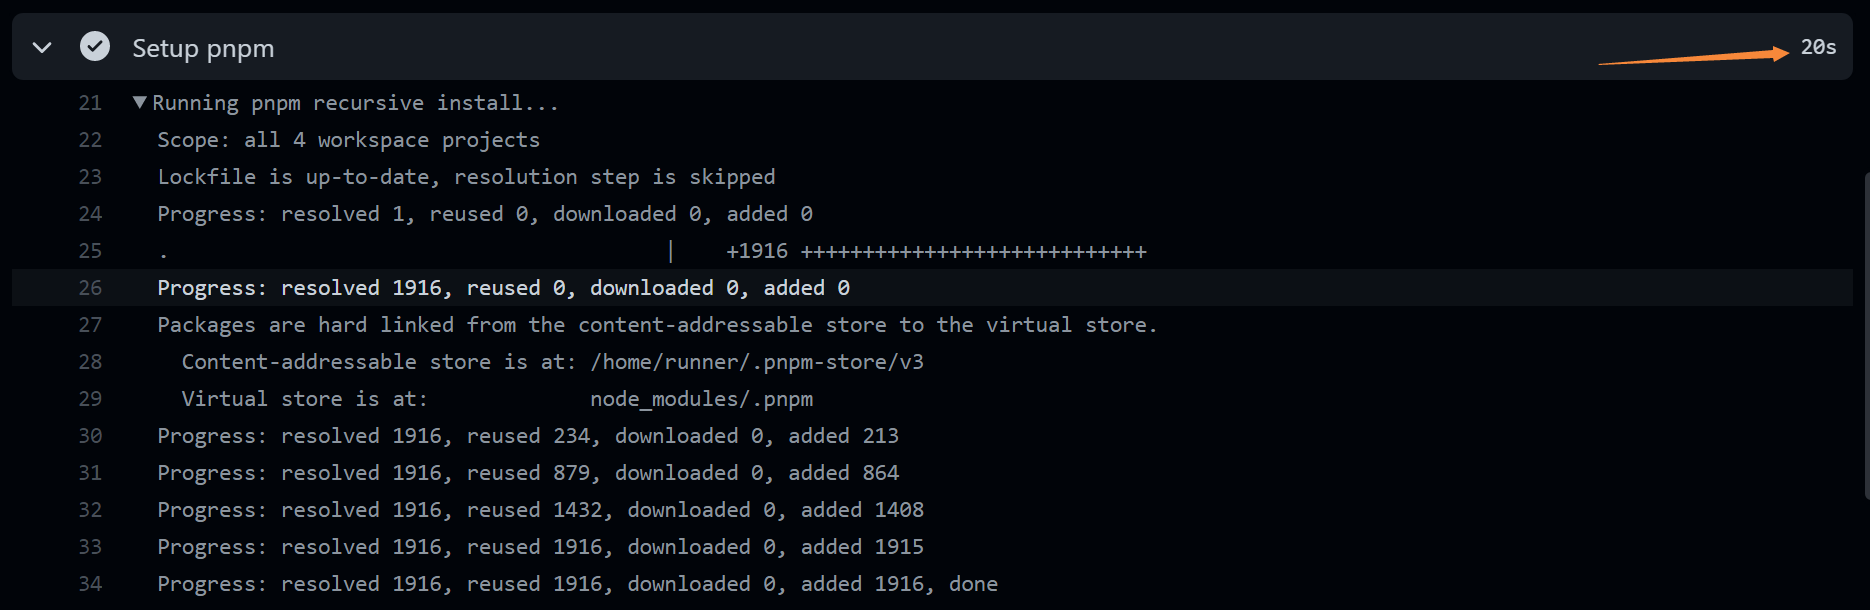 Setup pnpm 20s
21 ▼Running pnpm recursive install...
22 Scope: all 4 workspace projects
23 Lockfile is up-to-date, resolution step is skipped
24 Progress: resolved 1, reused 0, downloaded 0, added 0
25 . | +1916 ++++++++++++++++++++++++++++
26 Progress: resolved 1916, reused 0, downloaded 0, added 0
27 Packages are hard linked from the content-addressable store to the virtual store.
28 Content-addressable store is at: /home/runner/.pnpm-store/v3
29 Virtual store is at: node_modules/.pnpm
30 Progress: resolved 1916, reused 234, downloaded 0, added 213
31 Progress: resolved 1916, reused 879, downloaded 0, added 864
32 Progress: resolved 1916, reused 1432, downloaded 0, added 1408
33 Progress: resolved 1916, reused 1916, downloaded 0, added 1915
34 Progress: resolved 1916, reused 1916, downloaded 0, added 1916, done